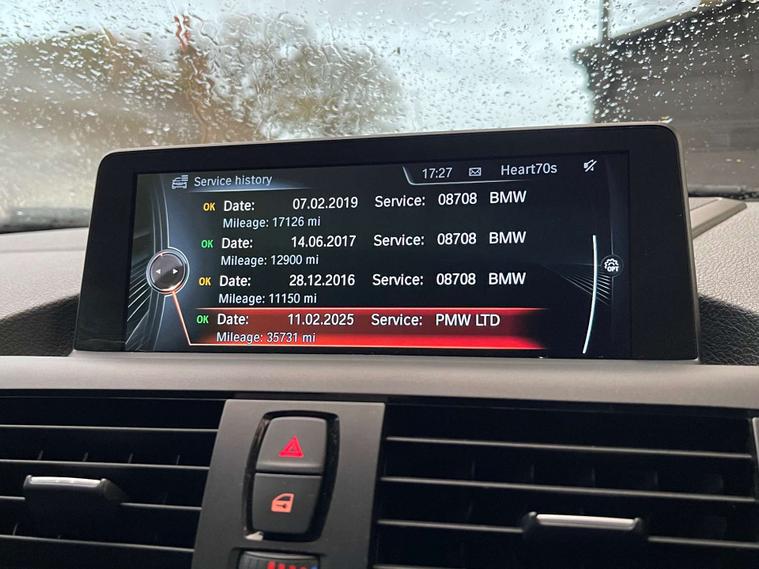 Service history 17:27 Heart70s
OK Date: 07.02.2019 Service: 08708 BMW
Mileage: 17126 mi
OK Date: 14.06.2017 Service: 08708 BMW
Mileage: 12900 mi
OK Date: 28.12.2016 Service: 08708 BMW
Mileage: 11150 mi
OK Date: 11.02.2025 Service: PMW LTD
Mileage: 35731 mi
OPT